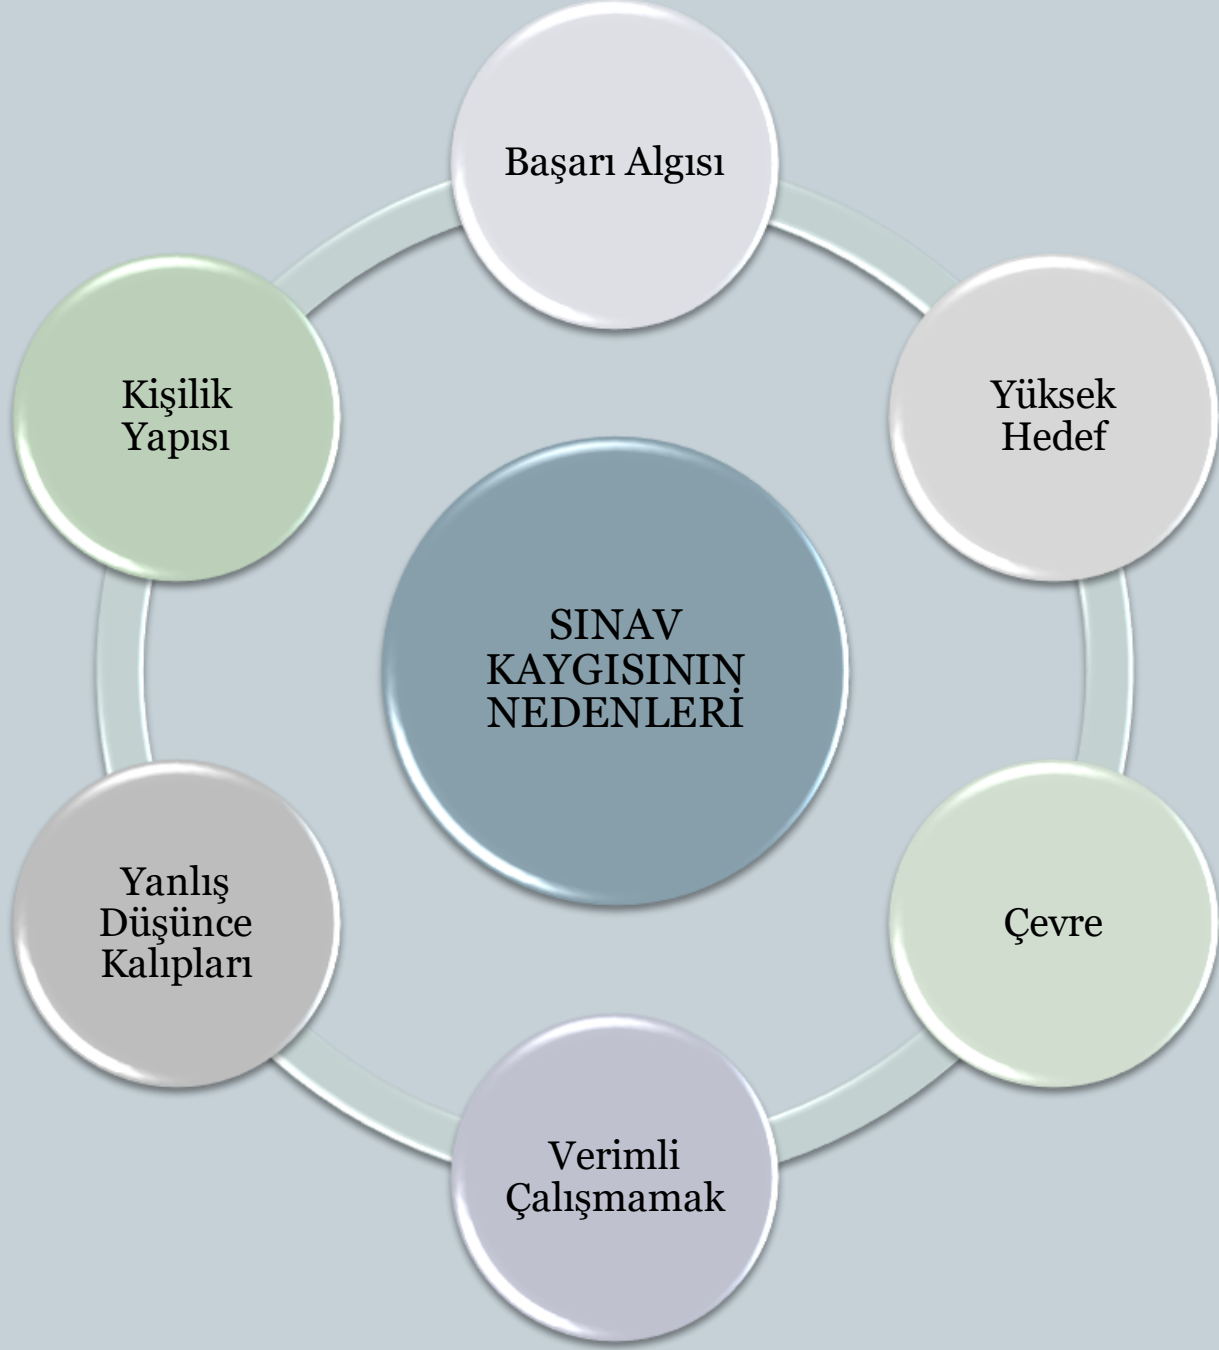 Başarı Algısı
Yüksek
Hedef
Çevre
Verimli
Çalışmamak
Yanlış
Düşünce
Kalıpları
Kişilik
Yapısı
SINAV
KAYGISININ
NEDENLERİ